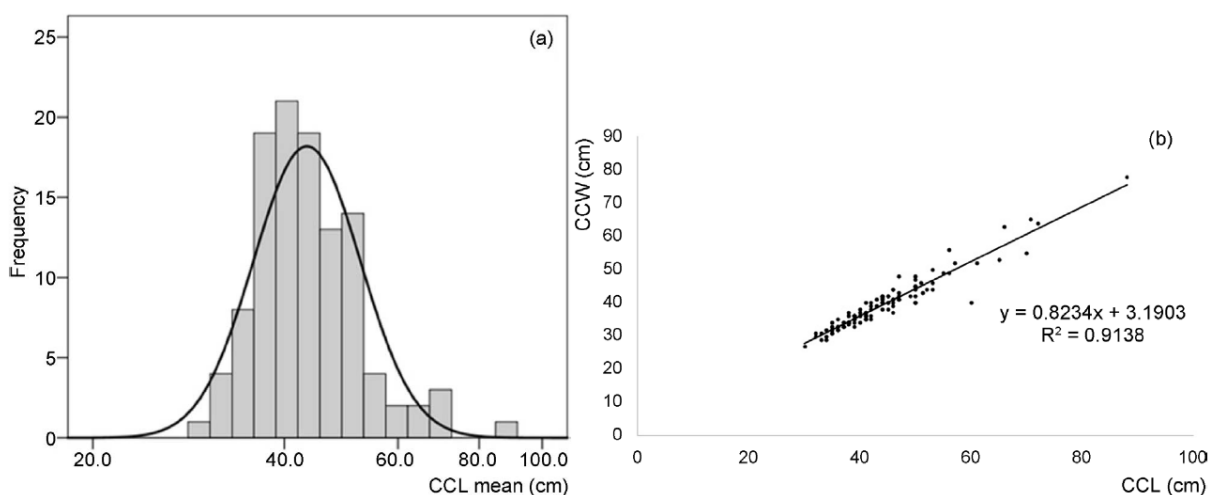 (a)
25
20
15
10
5
0
Frequency
20.0 40.0 60.0 80.0 100.0
CCL mean (cm)
(b)
90
80
70
60
50
40
30
20
10
0
CCW (cm)
y = 0.8234x + 3.1903
R² = 0.9138
0 20 40 60 80 100
CCL (cm)